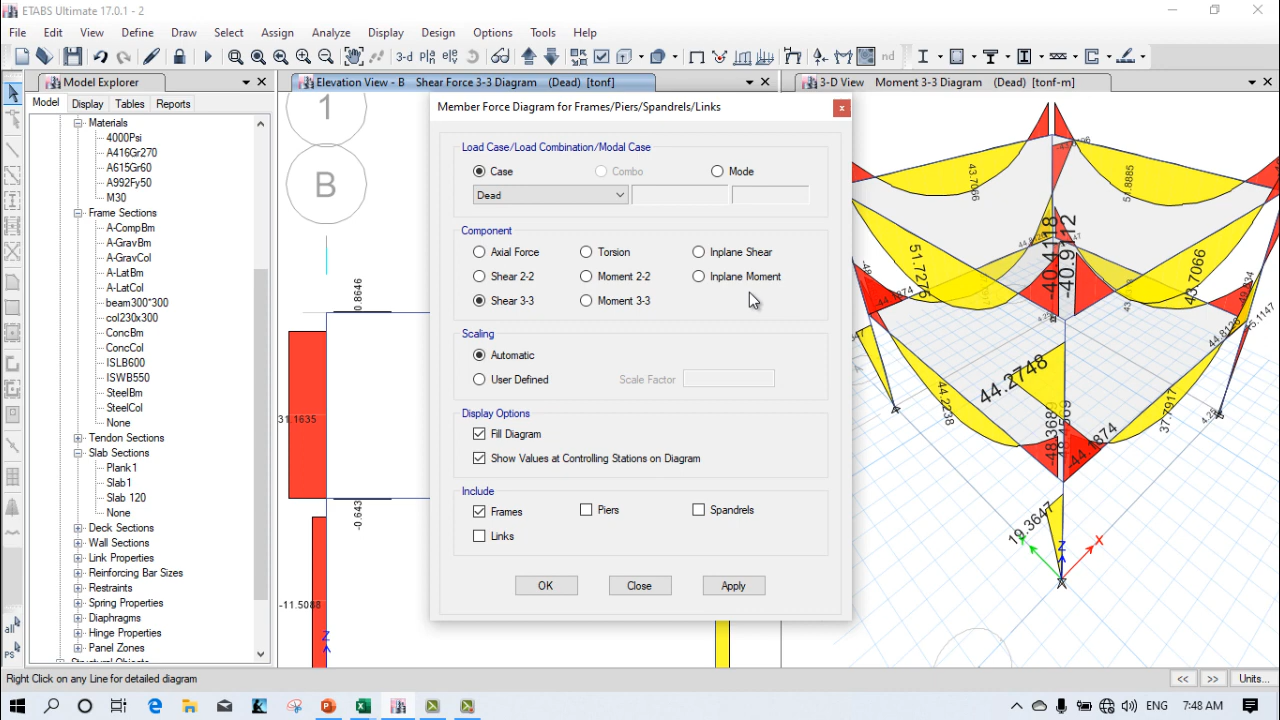 ETABS Ultimate 17.0.1 - 2
File Edit View Define Draw Select Assign Analyze Display Design Options Tools Help
3-d nd
Model Explorer
Elevation View - B Shear Force 3-3 Diagram (Dead) [tonf]
3-D View Moment 3-3 Diagram (Dead) [tonf-m]
Model Display Tables Reports
Materials
4000Psi
A416Gr270
A615Gr60
A992Fy50
M30
Frame Sections
A-CompBm
A-GravBm
A-GravCol
A-LatBm
A-LatCol
beam300*300
col230x300
ConcBm
ConcCol
ISLB600
ISWB550
SteelBm
SteelCol
None
Tendon Sections
Slab Sections
Plank1
Slab1
Slab 120
None
Deck Sections
Wall Sections
Link Properties
Reinforcing Bar Sizes
Restraints
Spring Properties
Diaphragms
Hinge Properties
Panel Zones
all
ps
1
B
0.8646
31.1635
-0.643
-11.5088
Z
Member Force Diagram for Frames/Piers/Spandrels/Links
Load Case/Load Combination/Modal Case
Case Combo Mode
Dead
Component
Axial Force Torsion Inplane Shear
Shear 2-2 Moment 2-2 Inplane Moment
Shear 3-3 Moment 3-3
Scaling
Automatic
User Defined Scale Factor
Display Options
Fill Diagram
Show Values at Controlling Stations on Diagram
Include
Frames Piers Spandrels
Links
OK Close Apply
43.7066
51.8885
-40.4118
-40.9112
51.7275
43.7066
44.2748
44.2238
37.7917
-44.1874
19.3647
Z
X
Right Click on any Line for detailed diagram
<< >> Units...
ENG 7:48 AM